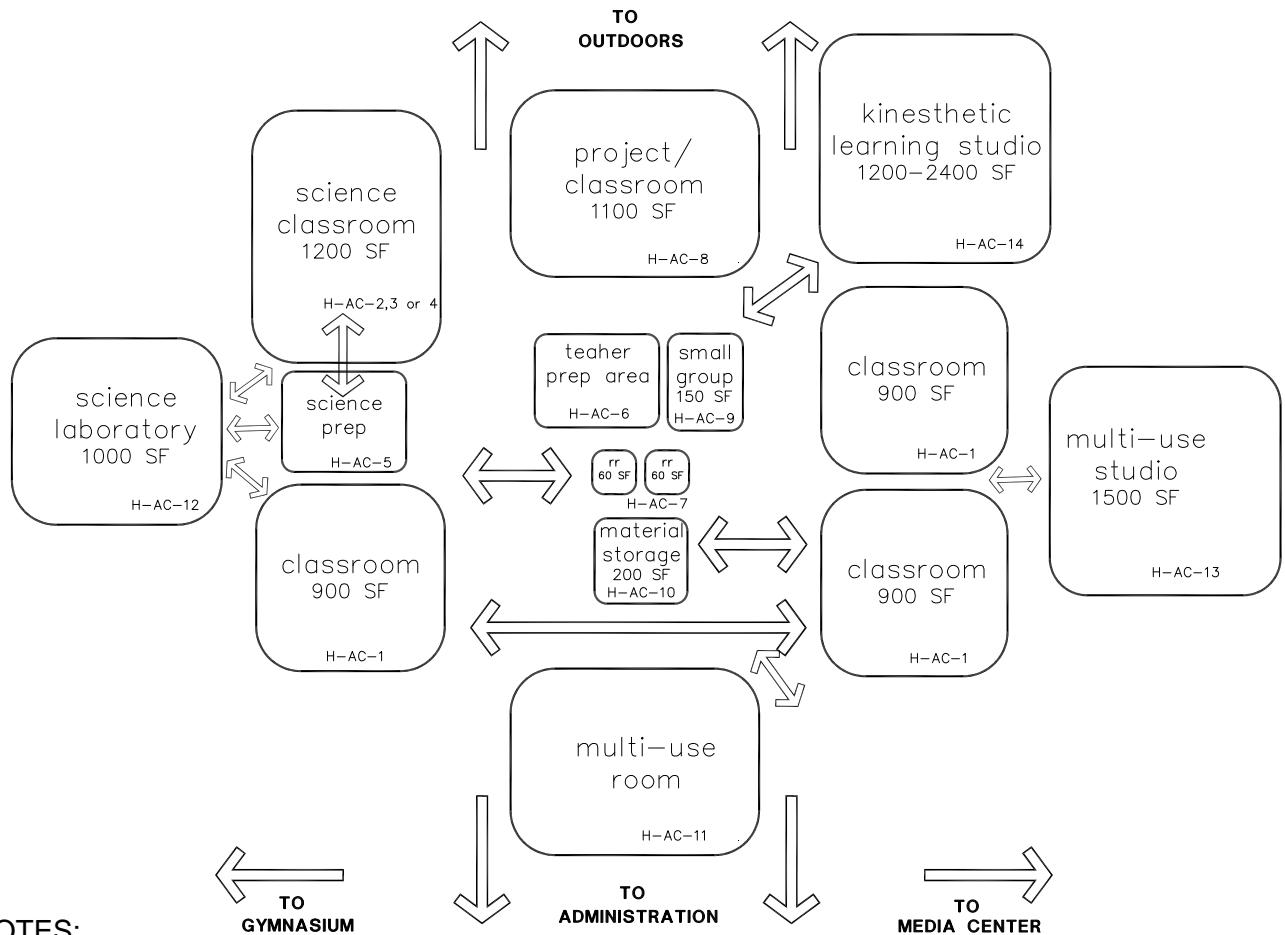 TO
OUTDOORS
kinesthetic
learning studio
1200-2400 SF
H-AC-14
project/
classroom
1100 SF
H-AC-8
science
classroom
1200 SF
H-AC-2,3 or 4
teaher
prep area
H-AC-6
small
group
150 SF
H-AC-9
classroom
900 SF
H-AC-1
science
laboratory
1000 SF
H-AC-12
science
prep
H-AC-5
multi-use
studio
1500 SF
H-AC-13
rr
60 SF
rr
60 SF
H-AC-7
material
storage
200 SF
H-AC-10
classroom
900 SF
H-AC-1
classroom
900 SF
H-AC-1
multi-use
room
H-AC-11
TO
GYMNASIUM
TO
ADMINISTRATION
TO
MEDIA CENTER